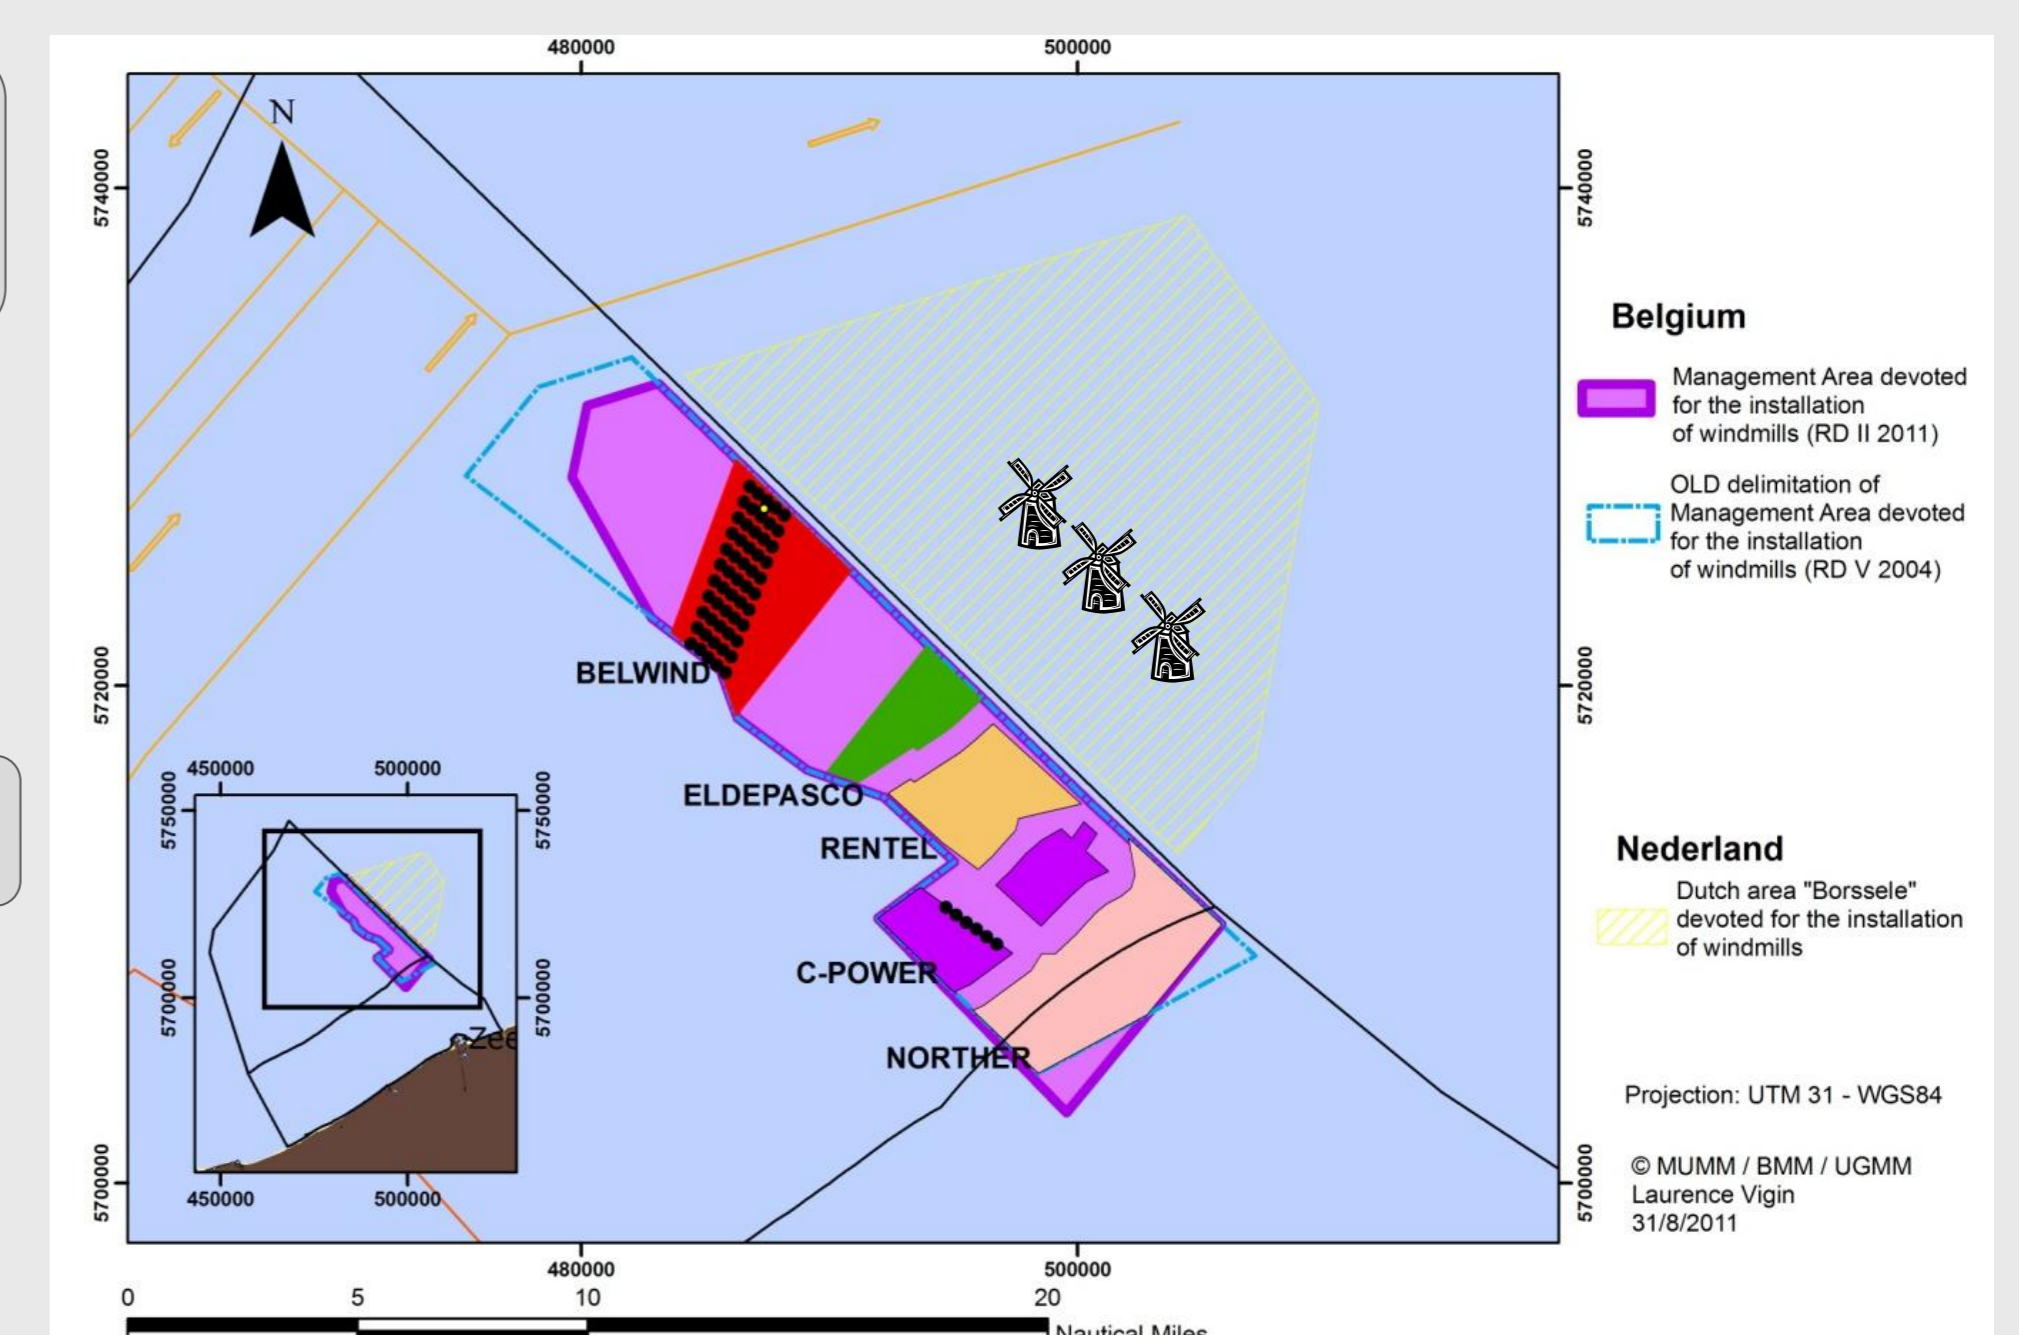 480000
500000
N
5740000
5740000
Belgium
Management Area devoted
for the installation
of windmills (RD II 2011)
OLD delimitation of
Management Area devoted
for the installation
of windmills (RD V 2004)
BELWIND
5720000
5720000
ELDEPASCO
RENTEL
C-POWER
NORTHER
450000
500000
5750000
5750000
5700000
5700000
Zee
450000
500000
Nederland
Dutch area "Borssele"
devoted for the installation
of windmills
Projection: UTM 31 - WGS84
© MUMM / BMM / UGMM
Laurence Vigin
31/8/2011
5700000
5700000
480000
500000
0
5
10
20
Nautical Miles